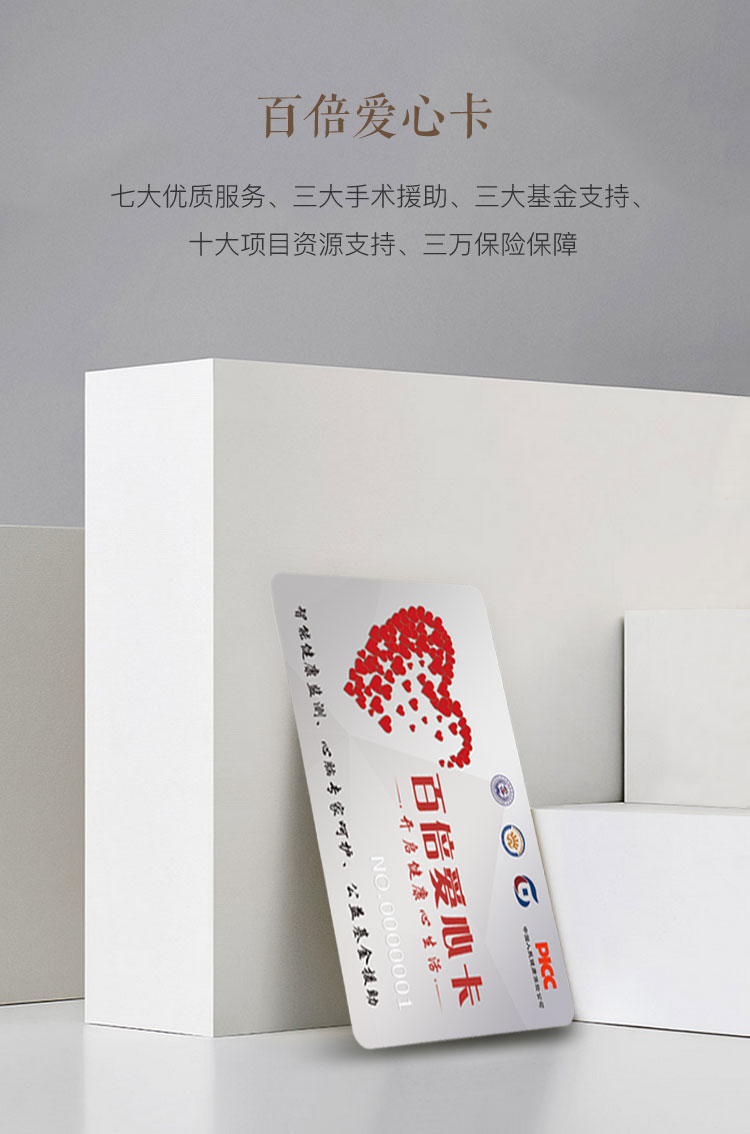 百倍爱心卡
七大优质服务、三大手术援助、三大基金支持、
十大项目资源支持、三万保险保障
百倍爱心卡
开启健康心生活
NO.00000001
智能健康监测、心脑专家呵护、公益基金援助
PICC